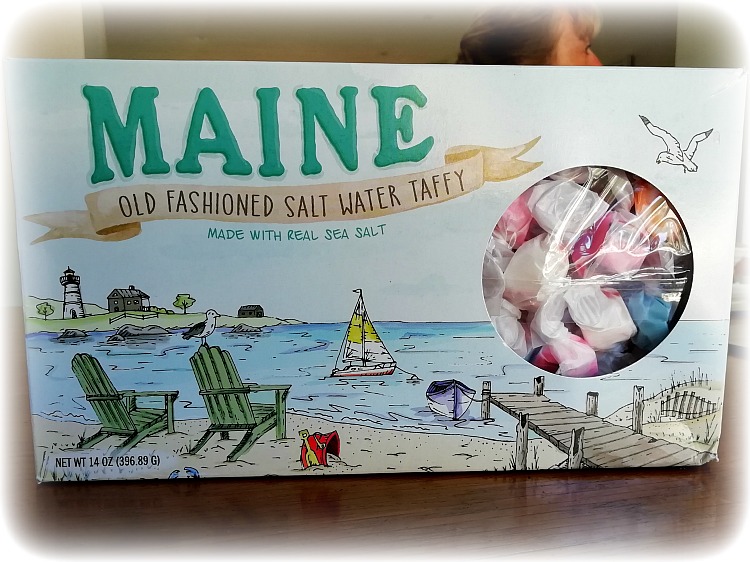 MAINE
OLD FASHIONED SALT WATER TAFFY
MADE WITH REAL SEA SALT
NET WT 14 OZ (396.89 G)